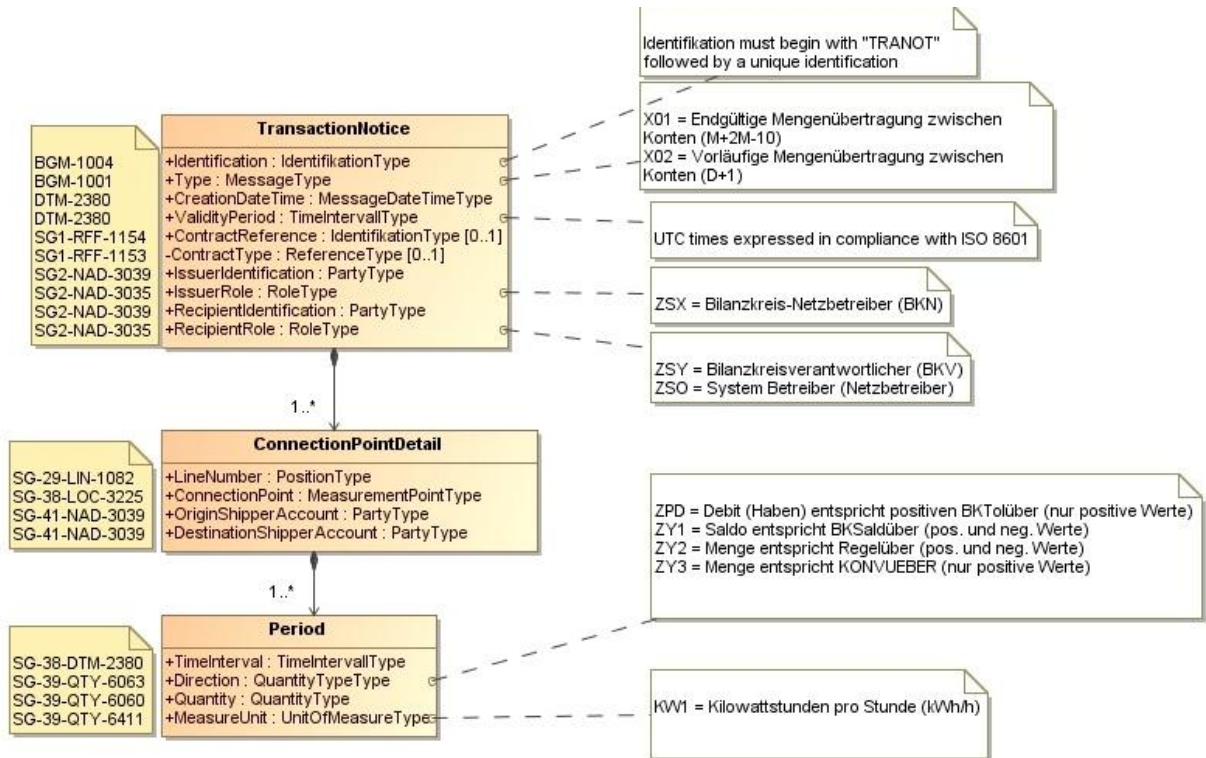 Identifikation must begin with "TRANOT"
followed by a unique identification
X01 = Endgültige Mengenübertragung zwischen
Konten (M+2M-10)
X02 = Vorläufige Mengenübertragung zwischen
Konten (D+1)
UTC times expressed in compliance with ISO 8601
ZSX = Bilanzkreis-Netzbetreiber (BKN)
ZSY = Bilanzkreisverantwortlicher (BKV)
ZSO = System Betreiber (Netzbetreiber)
BGM-1004
BGM-1001
DTM-2380
DTM-2380
SG1-RFF-1154
SG1-RFF-1153
SG2-NAD-3039
SG2-NAD-3035
SG2-NAD-3039
SG2-NAD-3035
TransactionNotice
+Identification : IdentifikationType
+Type : MessageType
+CreationDateTime : MessageDateTimeType
+ValidityPeriod : TimeIntervallType
+ContractReference : IdentifikationType [0..1]
-ContractType : ReferenceType [0..1]
+IssuerIdentification : PartyType
+IssuerRole : RoleType
+RecipientIdentification : PartyType
+RecipientRole : RoleType
1..*
SG-29-LIN-1082
SG-38-LOC-3225
SG-41-NAD-3039
SG-41-NAD-3039
ConnectionPointDetail
+LineNumber : PositionType
+ConnectionPoint : MeasurementPointType
+OriginShipperAccount : PartyType
+DestinationShipperAccount : PartyType
1..*
SG-38-DTM-2380
SG-39-QTY-6063
SG-39-QTY-6060
SG-39-QTY-6411
Period
+TimeInterval : TimeIntervallType
+Direction : QuantityTypeType
+Quantity : QuantityType
+MeasureUnit : UnitOfMeasureType
ZPD = Debit (Haben) entspricht positiven BKTolüber (nur positive Werte)
ZY1 = Saldo entspricht BKSaldüber (pos. und neg. Werte)
ZY2 = Menge entspricht Regelüber (pos. und neg. Werte)
ZY3 = Menge entspricht KONVUEBER (nur positive Werte)
KW1 = Kilowattstunden pro Stunde (kWh/h)